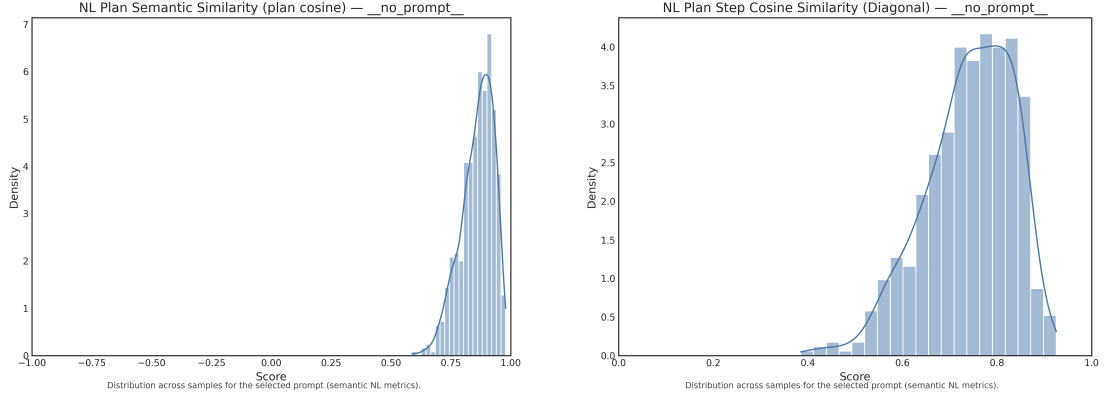 NL Plan Semantic Similarity (plan cosine) — __no_prompt__
7
6
5
4
3
2
1
0
Density
−1.00 −0.75 −0.50 −0.25 0.00 0.25 0.50 0.75 1.00
Score
Distribution across samples for the selected prompt (semantic NL metrics).
NL Plan Step Cosine Similarity (Diagonal) — __no_prompt__
4.0
3.5
3.0
2.5
2.0
1.5
1.0
0.5
0.0
Density
0.0 0.2 0.4 0.6 0.8 1.0
Score
Distribution across samples for the selected prompt (semantic NL metrics).